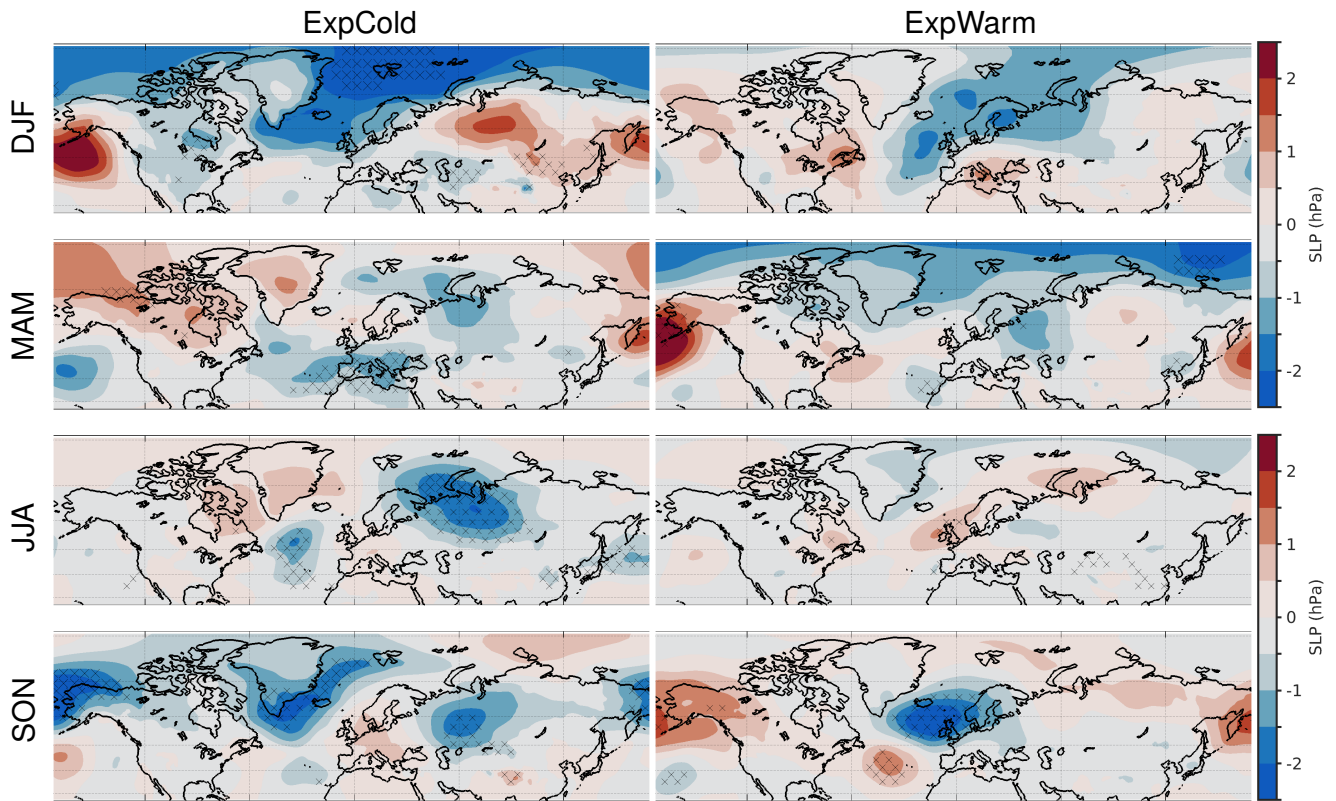 ExpCold ExpWarm
DJF
2
1
0
-1
-2
SLP (hPa)
MAM
JJA
2
1
0
-1
-2
SLP (hPa)
SON